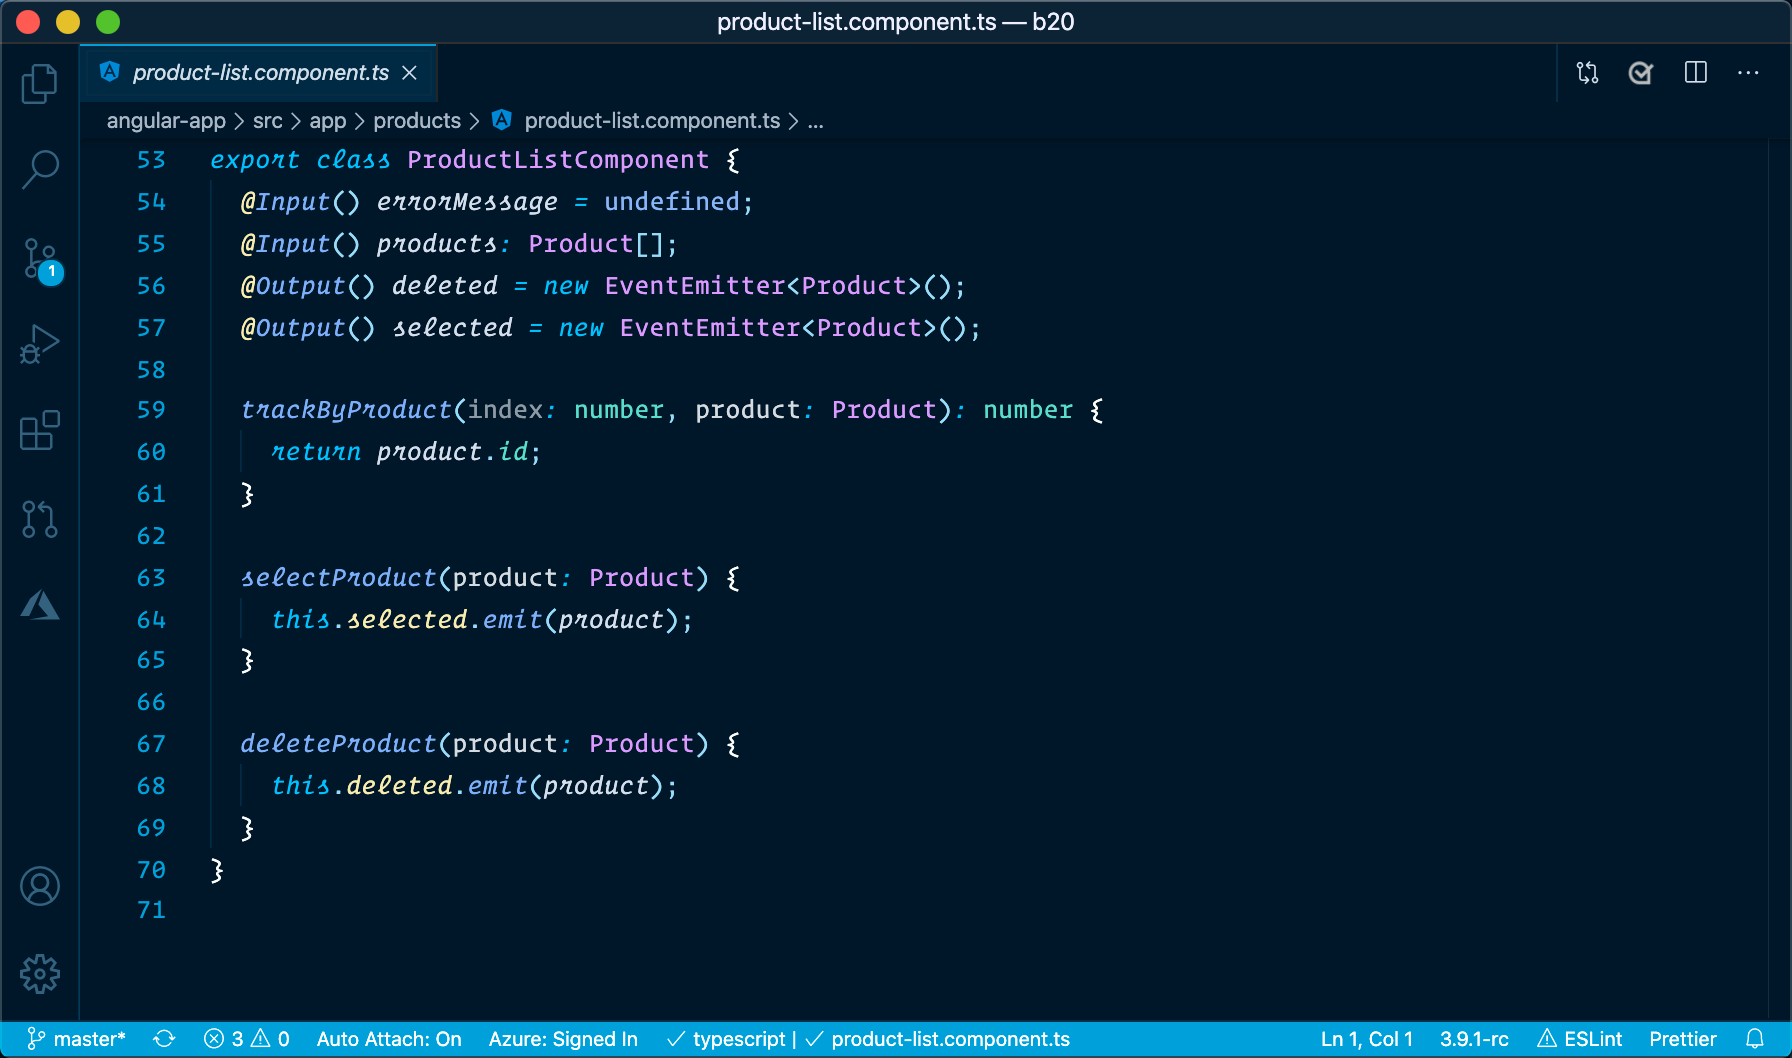 product-list.component.ts — b20
product-list.component.ts
angular-app > src > app > products > product-list.component.ts > ...
53 export class ProductListComponent {
54 @Input() errorMessage = undefined;
55 @Input() products: Product[];
56 @Output() deleted = new EventEmitter<Product>();
57 @Output() selected = new EventEmitter<Product>();
58
59 trackByProduct(index: number, product: Product): number {
60 return product.id;
61 }
62
63 selectProduct(product: Product) {
64 this.selected.emit(product);
65 }
66
67 deleteProduct(product: Product) {
68 this.deleted.emit(product);
69 }
70 }
71
1
master* 3 0 Auto Attach: On Azure: Signed In ✓ typescript | ✓ product-list.component.ts Ln 1, Col 1 3.9.1-rc ESLint Prettier